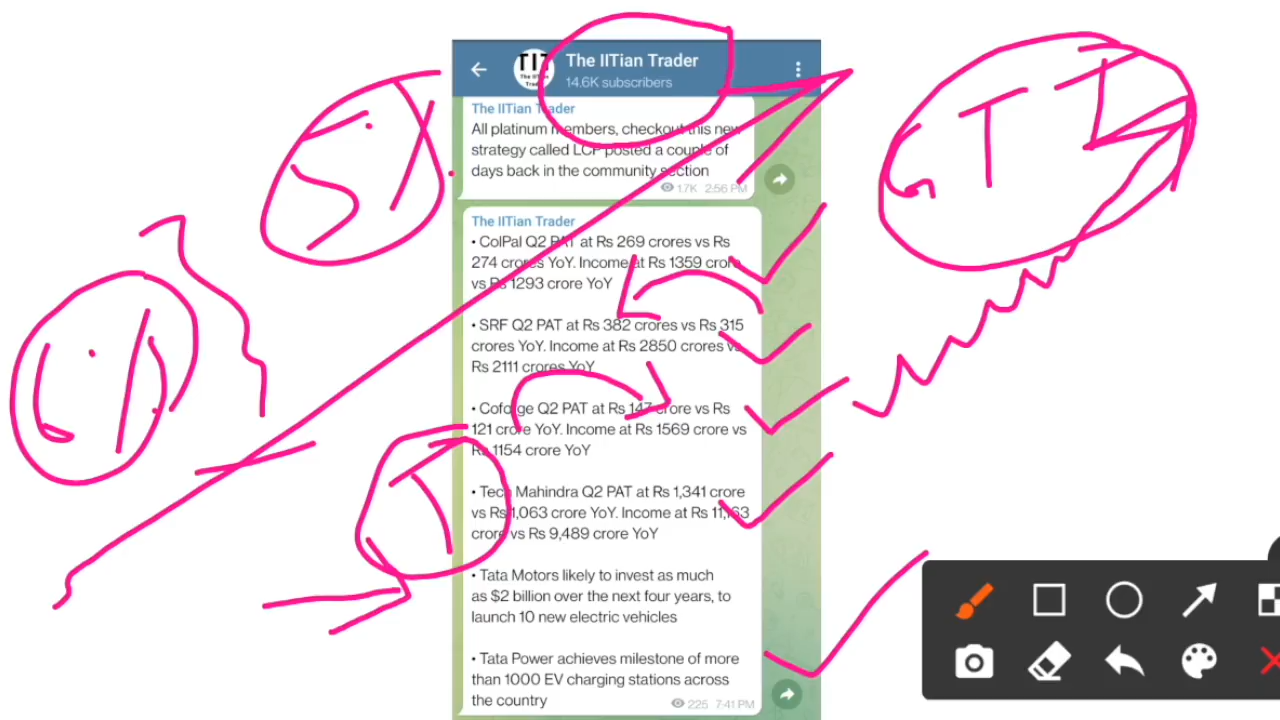 TIT
The IITian
Trader
The IITian Trader
14.6K subscribers
The IITian Trader
All platinum members, checkout this new
strategy called LCP posted a couple of
days back in the community section
1.7K 2:56 PM
The IITian Trader
• ColPal Q2 PAT at Rs 269 crores vs Rs
274 crores YoY. Income at Rs 1359 crore
vs Rs 1293 crore YoY
• SRF Q2 PAT at Rs 382 crores vs Rs 315
crores YoY. Income at Rs 2850 crores vs
Rs 2111 crores YoY
• Coforge Q2 PAT at Rs 147 crore vs Rs
121 crore YoY. Income at Rs 1569 crore vs
Rs 1154 crore YoY
• Tech Mahindra Q2 PAT at Rs 1,341 crore
vs Rs 1,063 crore YoY. Income at Rs 11,163
crore vs Rs 9,489 crore YoY
• Tata Motors likely to invest as much
as $2 billion over the next four years, to
launch 10 new electric vehicles
• Tata Power achieves milestone of more
than 1000 EV charging stations across
the country
225 7:41 PM